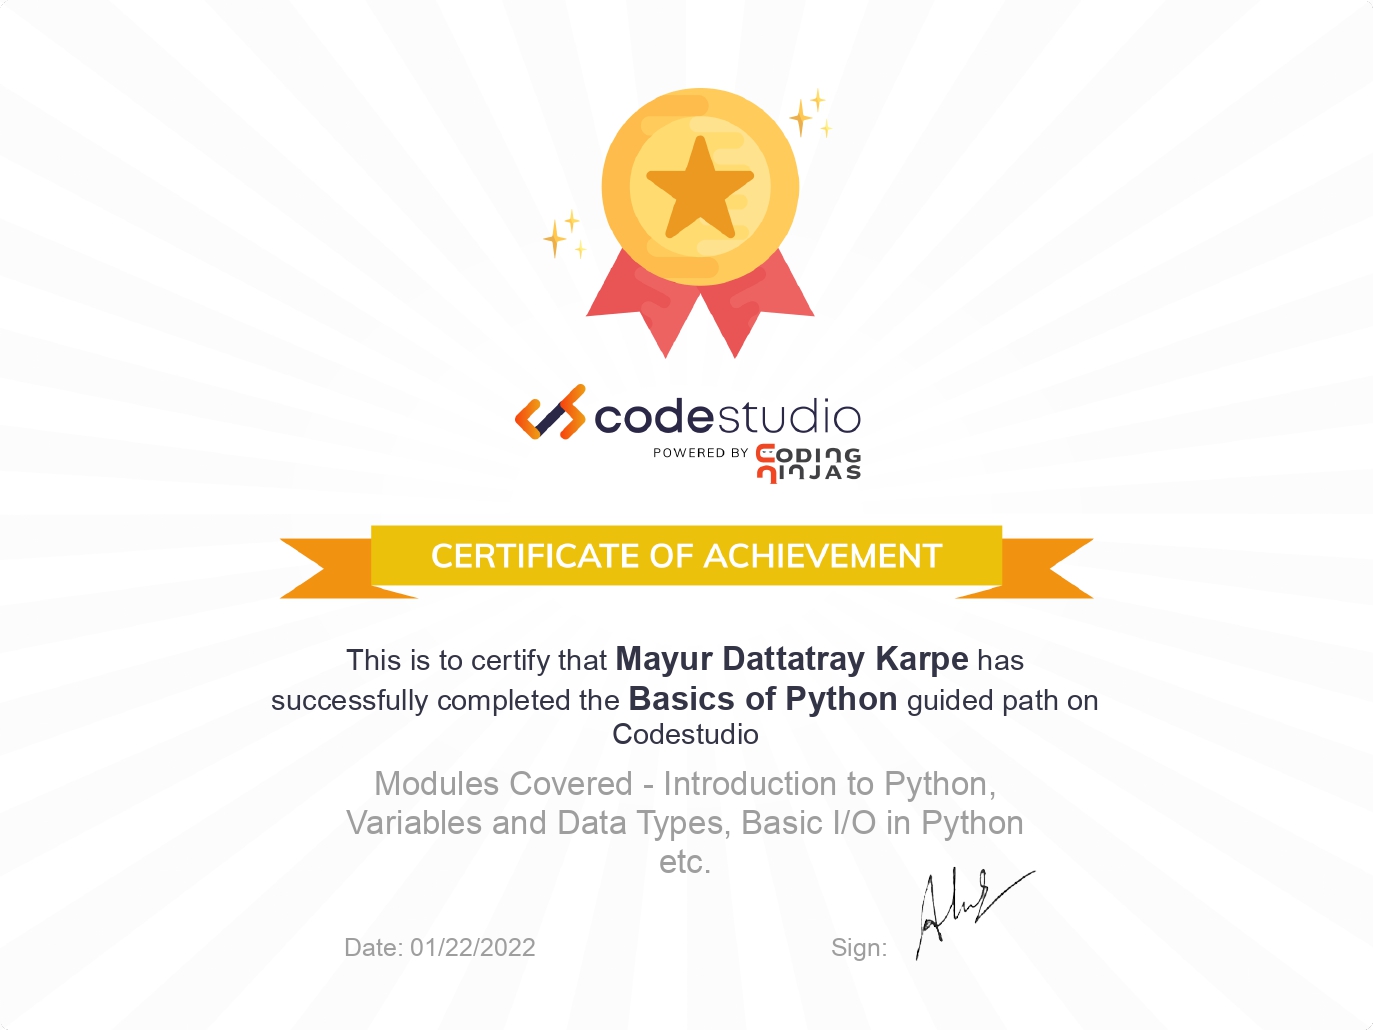 codestudio
POWERED BY CODING NINJAS
CERTIFICATE OF ACHIEVEMENT
This is to certify that Mayur Dattatray Karpe has
successfully completed the Basics of Python guided path on
Codestudio
Modules Covered - Introduction to Python,
Variables and Data Types, Basic I/O in Python
etc.
Date: 01/22/2022 Sign: